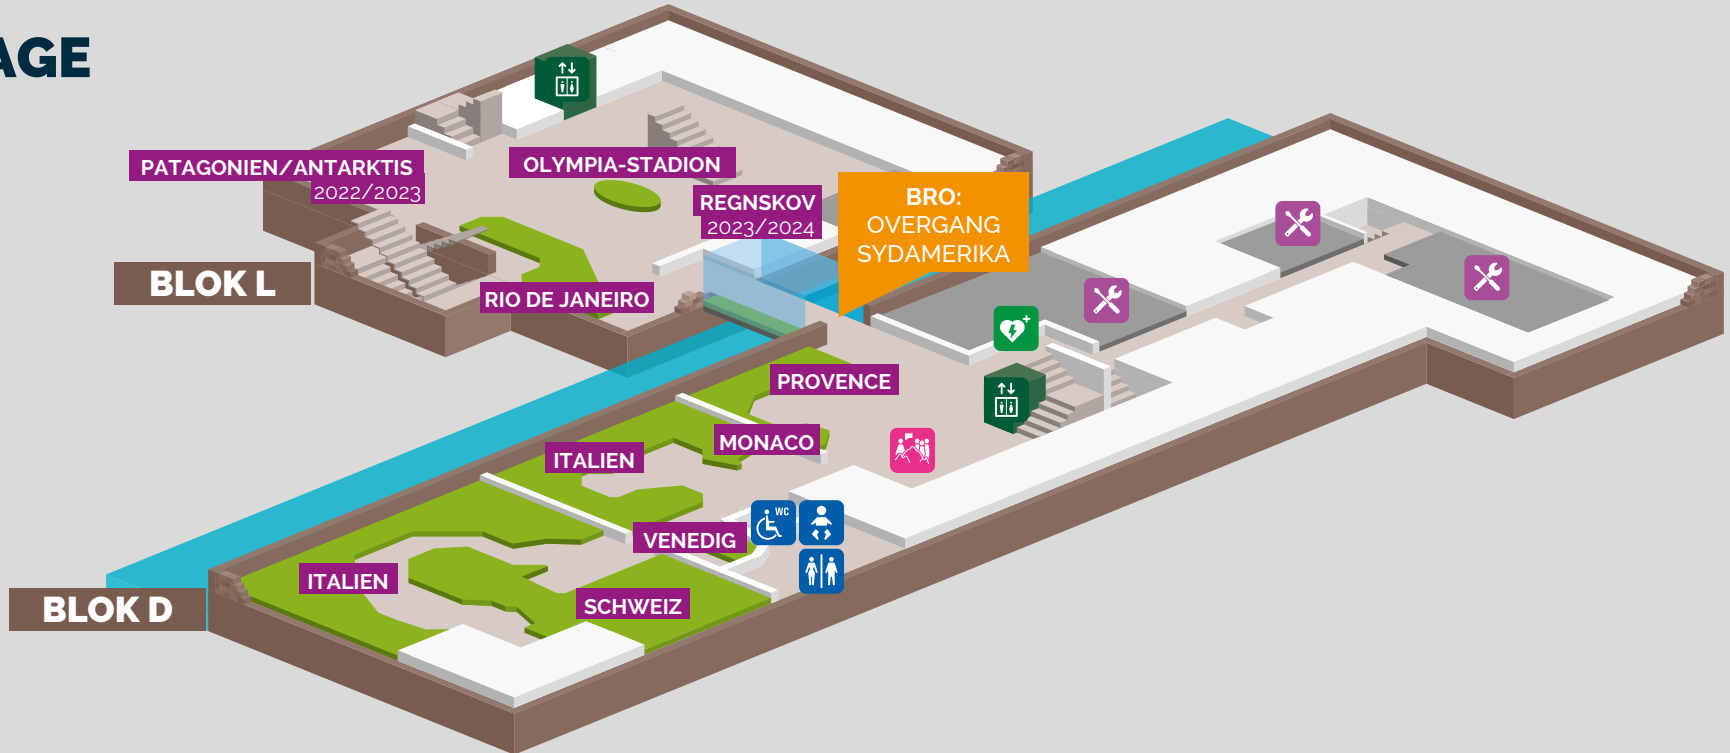 AGE
PATAGONIEN/ANTARKTIS
2022/2023
OLYMPIA-STADION
REGNSKOV
2023/2024
BRO:
OVERGANG
SYDAMERIKA
BLOK L
RIO DE JANEIRO
PROVENCE
MONACO
ITALIEN
WC
VENEDIG
ITALIEN
SCHWEIZ
BLOK D